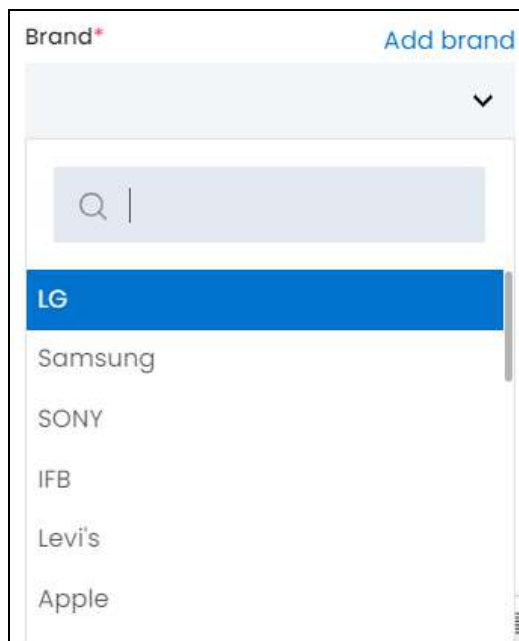 Brand*
Add brand
LG
Samsung
SONY
IFB
Levi's
Apple